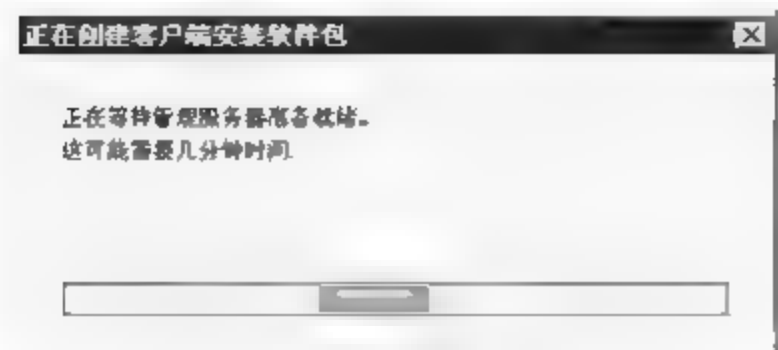 正在创建客户端安装软件包
正在等待管理服务器准备就绪。
这可能需要几分钟时间.